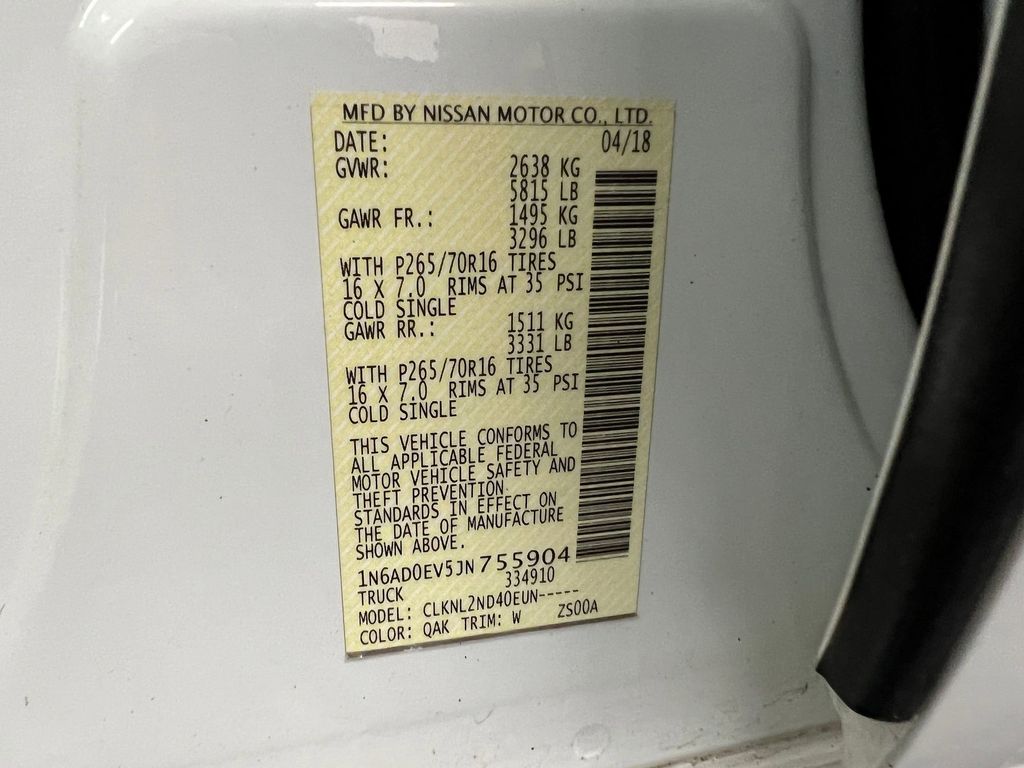 MFD BY NISSAN MOTOR CO., LTD.
DATE: 04/18
GVWR: 2638 KG
5815 LB
GAWR FR.: 1495 KG
3296 LB
WITH P265/70R16 TIRES
16 X 7.0 RIMS AT 35 PSI
COLD SINGLE
GAWR RR.: 1511 KG
3331 LB
WITH P265/70R16 TIRES
16 X 7.0 RIMS AT 35 PSI
COLD SINGLE
THIS VEHICLE CONFORMS TO
ALL APPLICABLE FEDERAL
MOTOR VEHICLE SAFETY AND
THEFT PREVENTION
STANDARDS IN EFFECT ON
THE DATE OF MANUFACTURE
SHOWN ABOVE.
1N6AD0EV5JN755904
TRUCK 334910
MODEL: CLKNL2ND40EUN-----
COLOR: QAK TRIM: W ZS00A